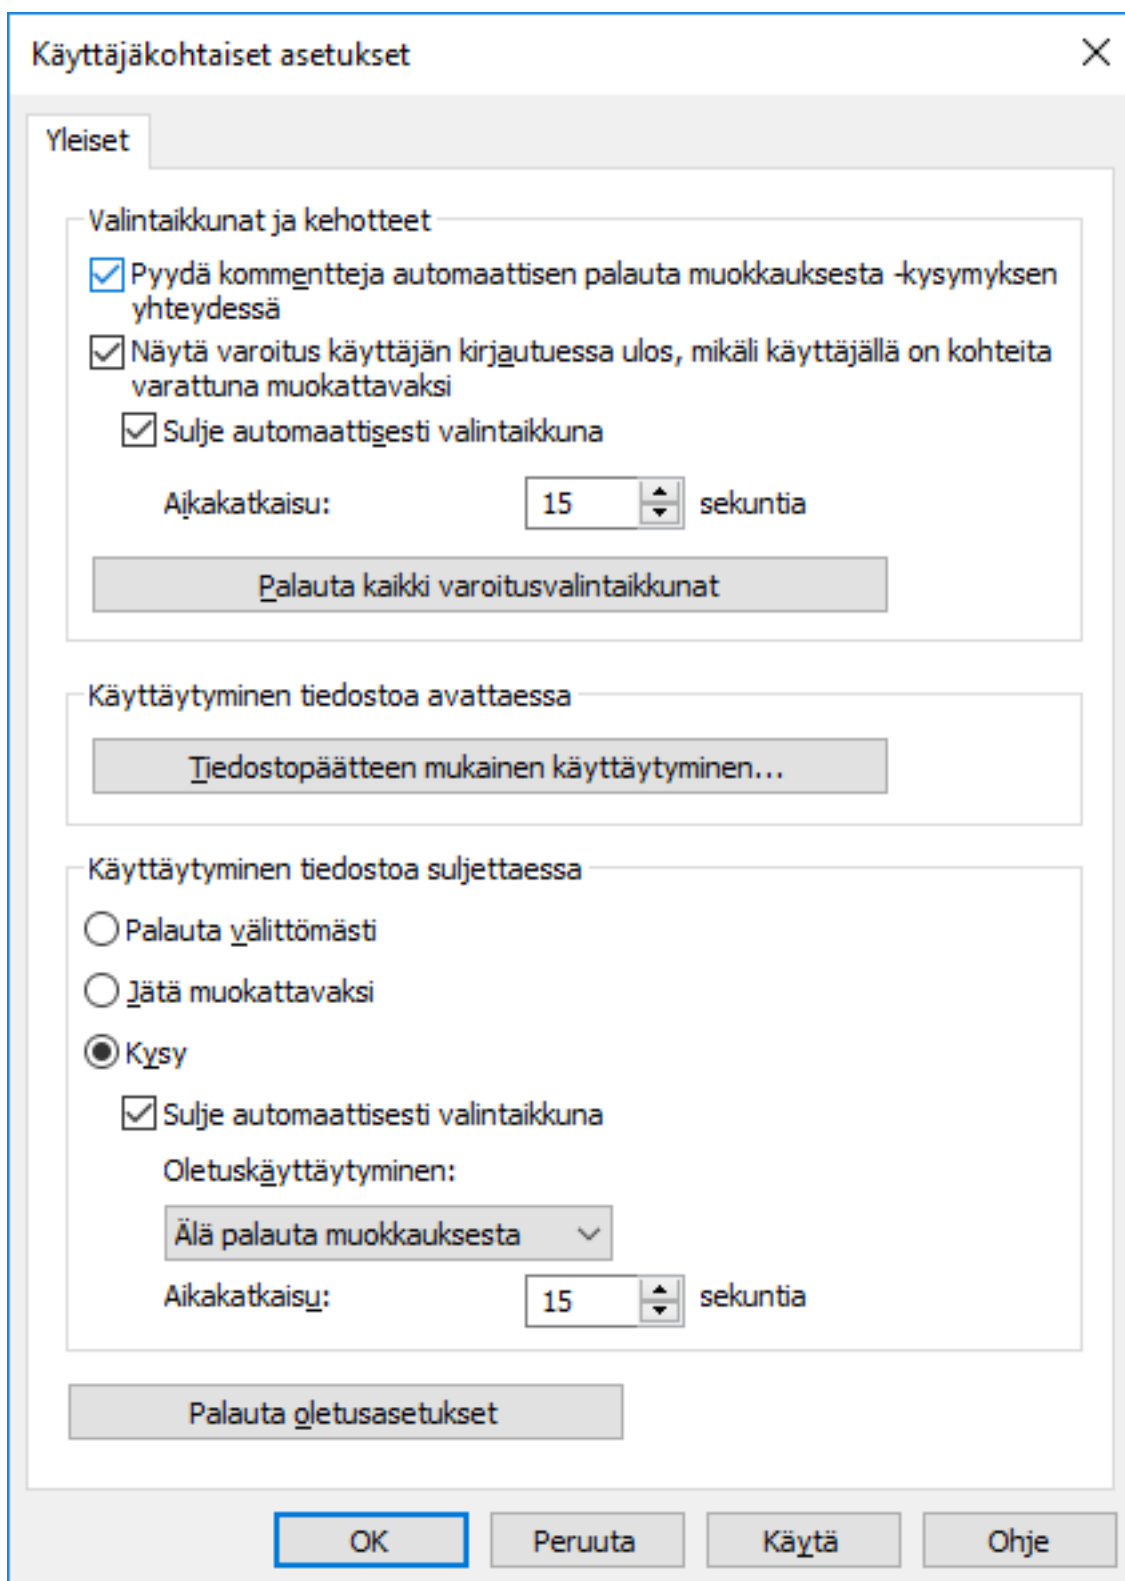 Käyttäjäkohtaiset asetukset
Yleiset
Valintaikkunat ja kehotteet
Pyydä kommentteja automaattisen palauta muokkauksesta -kysymyksen
yhteydessä
Näytä varoitus käyttäjän kirjautuessa ulos, mikäli käyttäjällä on kohteita
varattuna muokattavaksi
Sulje automaattisesti valintaikkuna
Aikakatkaisu: 15 sekuntia
Palauta kaikki varoitusvalintaikkunat
Käyttäytyminen tiedostoa avattaessa
Tiedostopäätteen mukainen käyttäytyminen...
Käyttäytyminen tiedostoa suljettaessa
Palauta välittömästi
Jätä muokattavaksi
Kysy
Sulje automaattisesti valintaikkuna
Oletuskäyttäytyminen:
Älä palauta muokkauksesta
Aikakatkaisu: 15 sekuntia
Palauta oletusasetukset
OK Peruuta Käytä Ohje